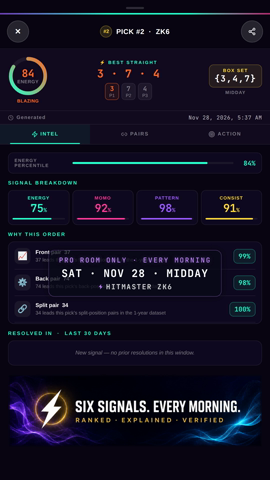 #2 PICK #2 · ZK6
84
ENERGY
BLAZING
⚡ BEST STRAIGHT
3 · 7 · 4
3 7 4
P1 P2 P3
BOX SET
{3,4,7}
MIDDAY
Generated
Nov 28, 2026, 5:37 AM
INTEL
PAIRS
ACTION
ENERGY PERCENTILE
84%
SIGNAL BREAKDOWN
ENERGY
75%
MOMO
92%
PATTERN
98%
CONSIST
91%
WHY THIS ORDER
Front pair 37
99%
PRO ROOM ONLY · EVERY MORNING
SAT · NOV 28 · MIDDAY
HITMASTER ZK6
Back pair
98%
Split pair 34
34 leads this pick's split-position pairs in the 1-year dataset
100%
RESOLVED IN · LAST 30 DAYS
New signal — no prior resolutions in this window.
SIX SIGNALS. EVERY MORNING.
RANKED · EXPLAINED · VERIFIED